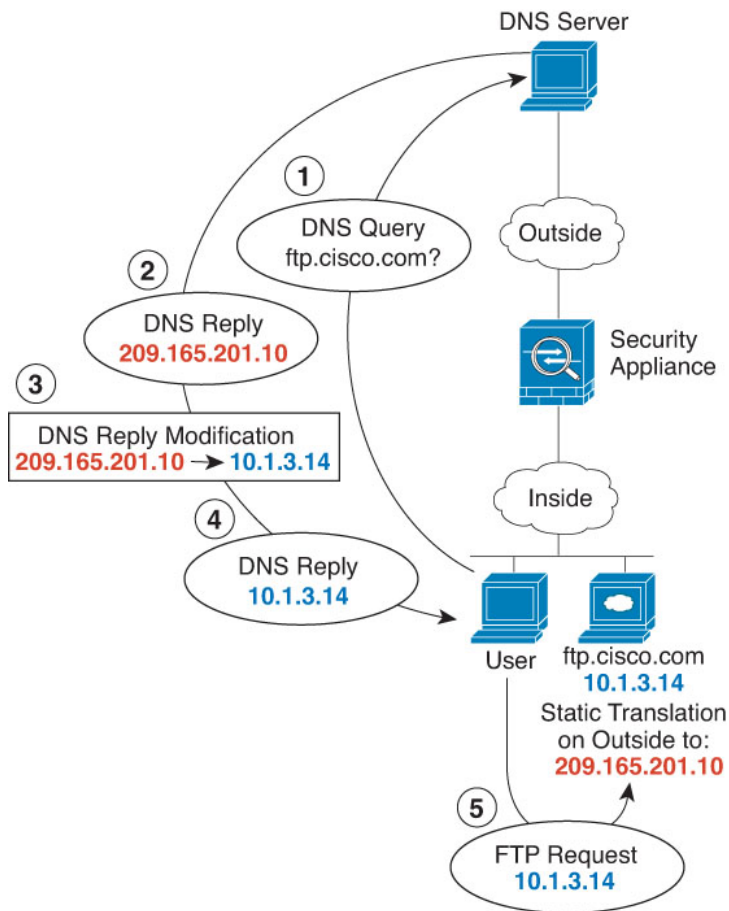 DNS Server
1
DNS Query
ftp.cisco.com?
Outside
2
DNS Reply
209.165.201.10
Security
Appliance
3
DNS Reply Modification
209.165.201.10 → 10.1.3.14
Inside
4
DNS Reply
10.1.3.14
User
ftp.cisco.com
10.1.3.14
Static Translation
on Outside to:
209.165.201.10
5
FTP Request
10.1.3.14